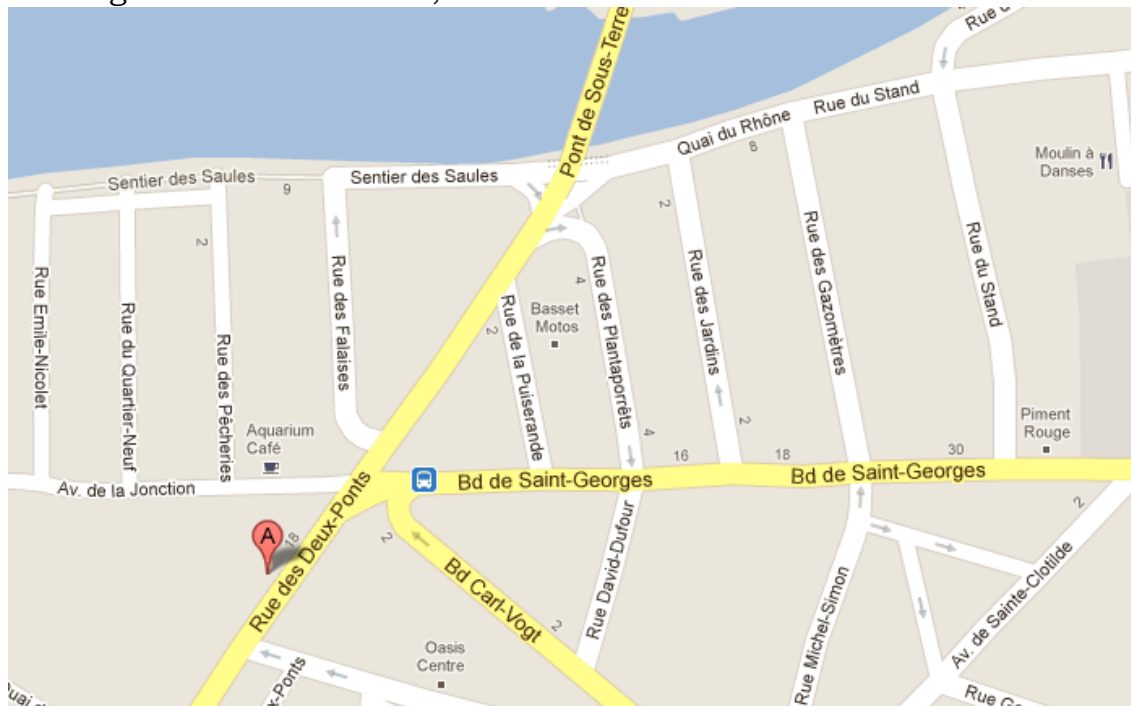 Pont de Sous-Terre
Rue du Stand
Quai du Rhône
8
Moulin à
Danses
Sentier des Saules
9
Sentier des Saules
2
2
Rue Emile-Nicolet
Rue du Quartier-Neuf
Rue des Pêcheries
Rue des Falaises
Rue de la Puiserande
2
Basset
Motos
4
Rue des Plantaporrêts
4
Rue des Jardins
2
Rue des Gazomètres
Rue du Stand
Aquarium
Café
Piment
Rouge
16
18
30
Av. de la Jonction
Bd de Saint-Georges
Bd de Saint-Georges
A
18
Rue des Deux-Ponts
2
Bd Carl-Vogt
2
Rue David-Dufour
Rue Michel-Simon
2
Av. de Sainte-Clotilde
Oasis
Centre
x-Ponts